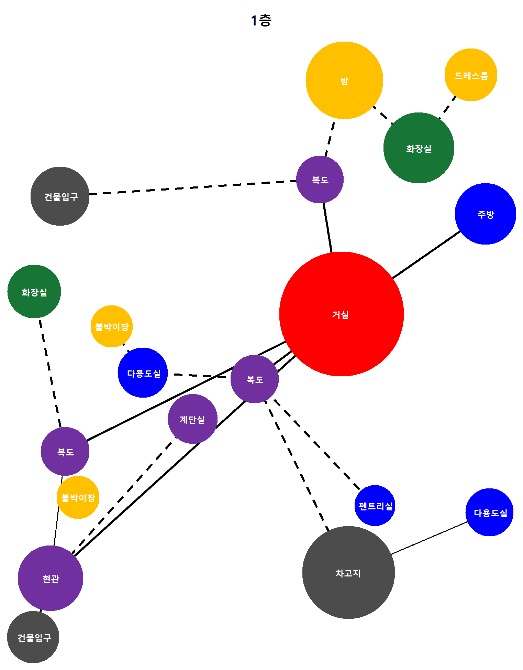 1층
방
드레스룸
화장실
복도
건물입구
주방
화장실
거실
붙박이장
다용도실
복도
계단실
복도
붙박이장
펜트리실
다용도실
현관
차고지
건물입구